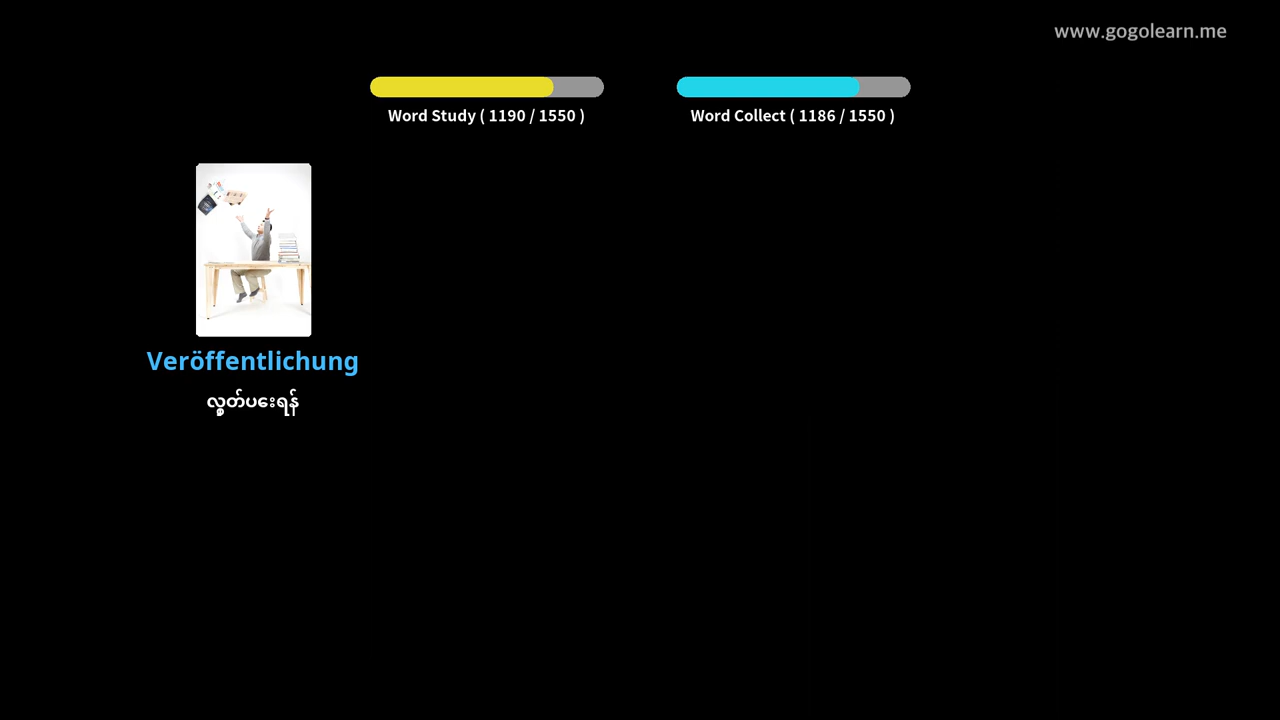 www.gogolearn.me
Word Study ( 1190 / 1550 )
Word Collect ( 1186 / 1550 )
Veröffentlichung
လွှတ်ပေးရန်